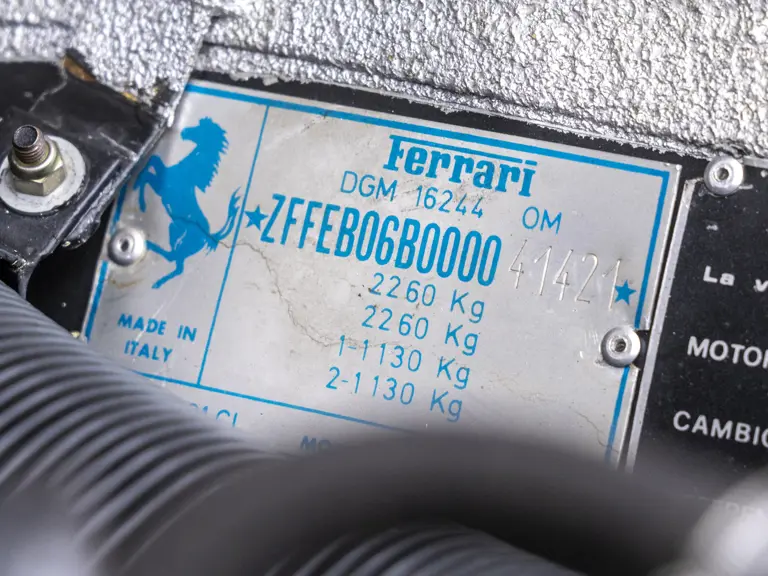 Ferrari
DGM 16244 OM
★ZFFEB06B0000 41421★
2260 Kg
2260 Kg
1-1130 Kg
2-1130 Kg
MADE IN
ITALY
La
MOTOR
CAMBIO